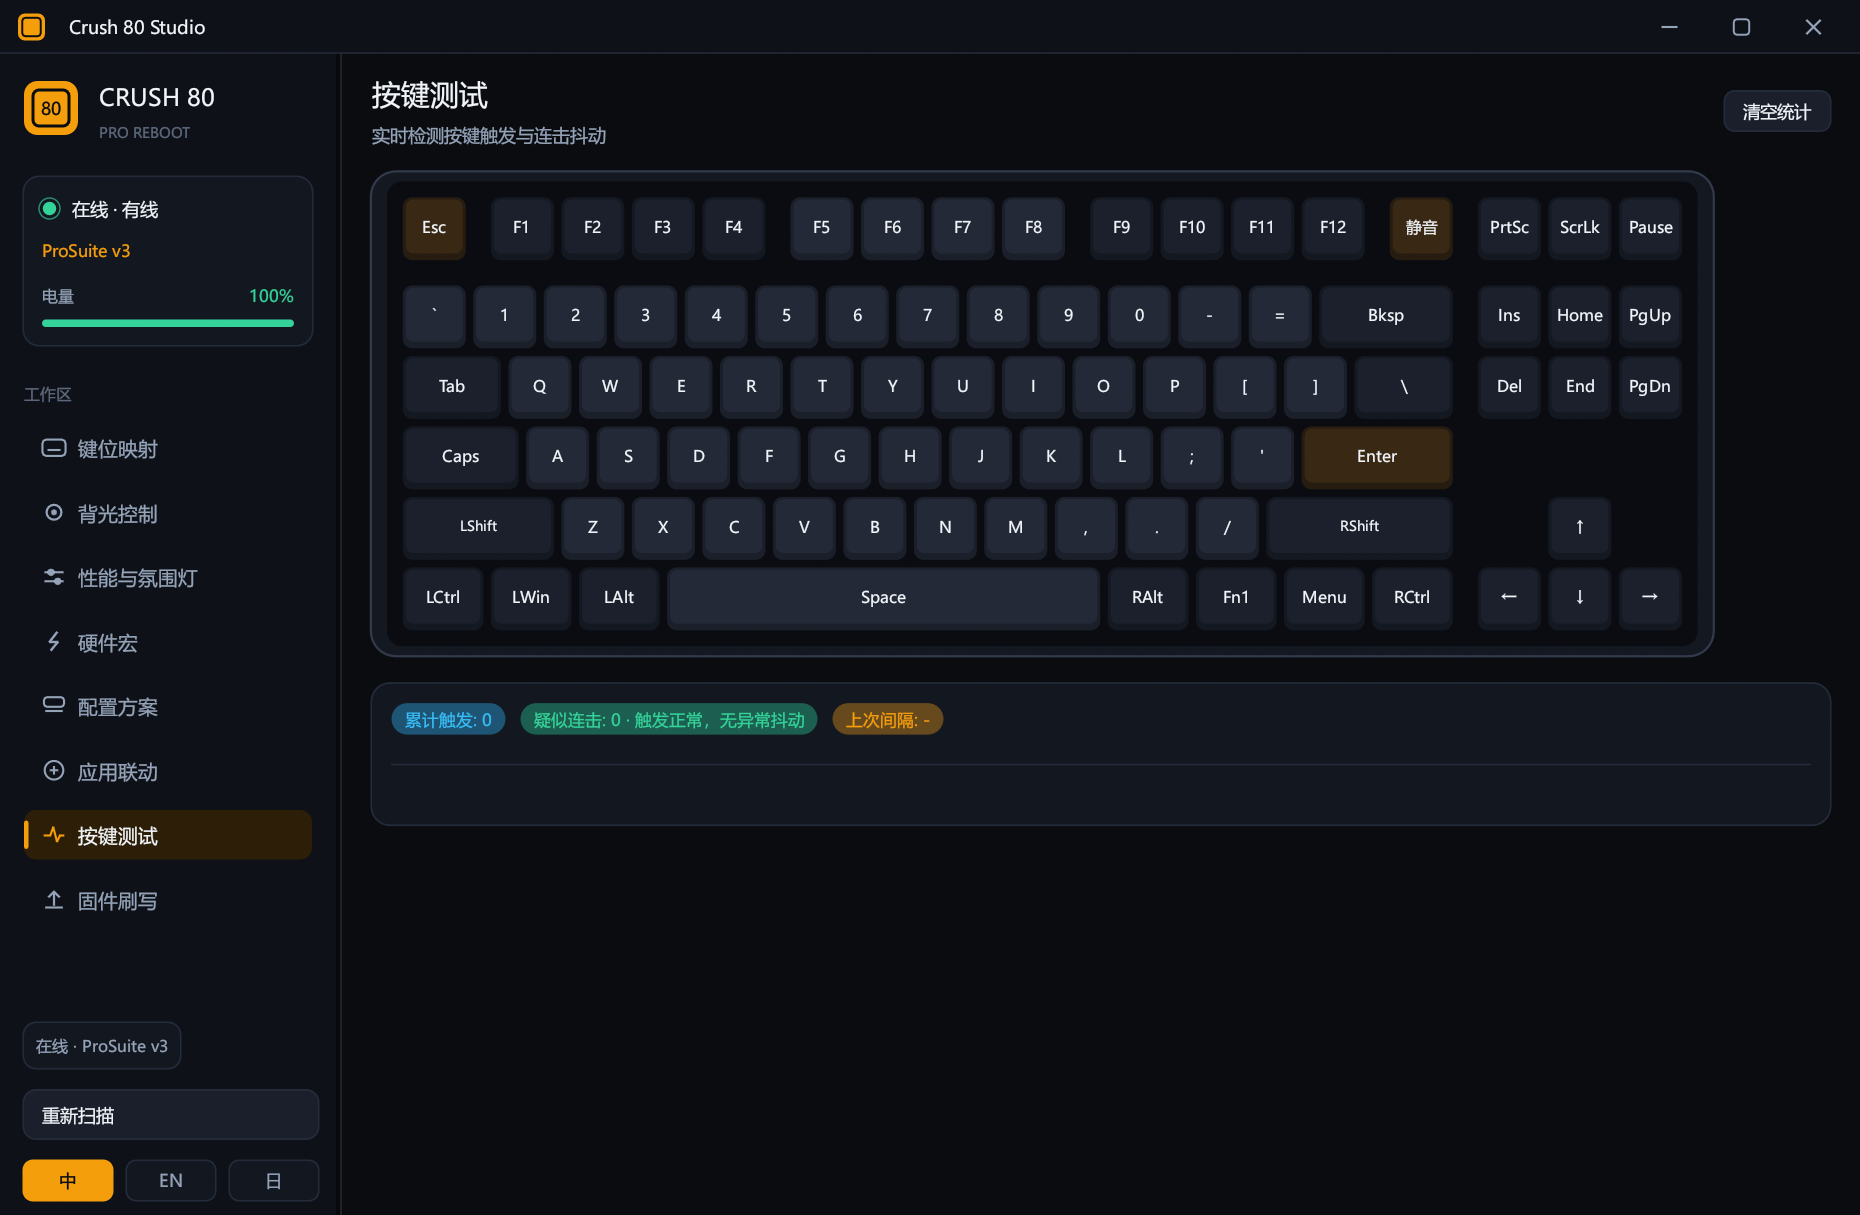 Crush 80 Studio
80
CRUSH 80
PRO REBOOT
在线 · 有线
ProSuite v3
电量 100%
工作区
键位映射
背光控制
性能与氛围灯
硬件宏
配置方案
应用联动
按键测试
固件刷写
在线 · ProSuite v3
重新扫描
中 EN 日
按键测试
实时检测按键触发与连击抖动
清空统计
Esc F1 F2 F3 F4 F5 F6 F7 F8 F9 F10 F11 F12 静音 PrtSc ScrLk Pause
` 1 2 3 4 5 6 7 8 9 0 - = Bksp Ins Home PgUp
Tab Q W E R T Y U I O P [ ] \ Del End PgDn
Caps A S D F G H J K L ; ' Enter
LShift Z X C V B N M , . / RShift ↑
LCtrl LWin LAlt Space RAlt Fn1 Menu RCtrl ← ↓ →
累计触发: 0 疑似连击: 0 · 触发正常，无异常抖动 上次间隔: -